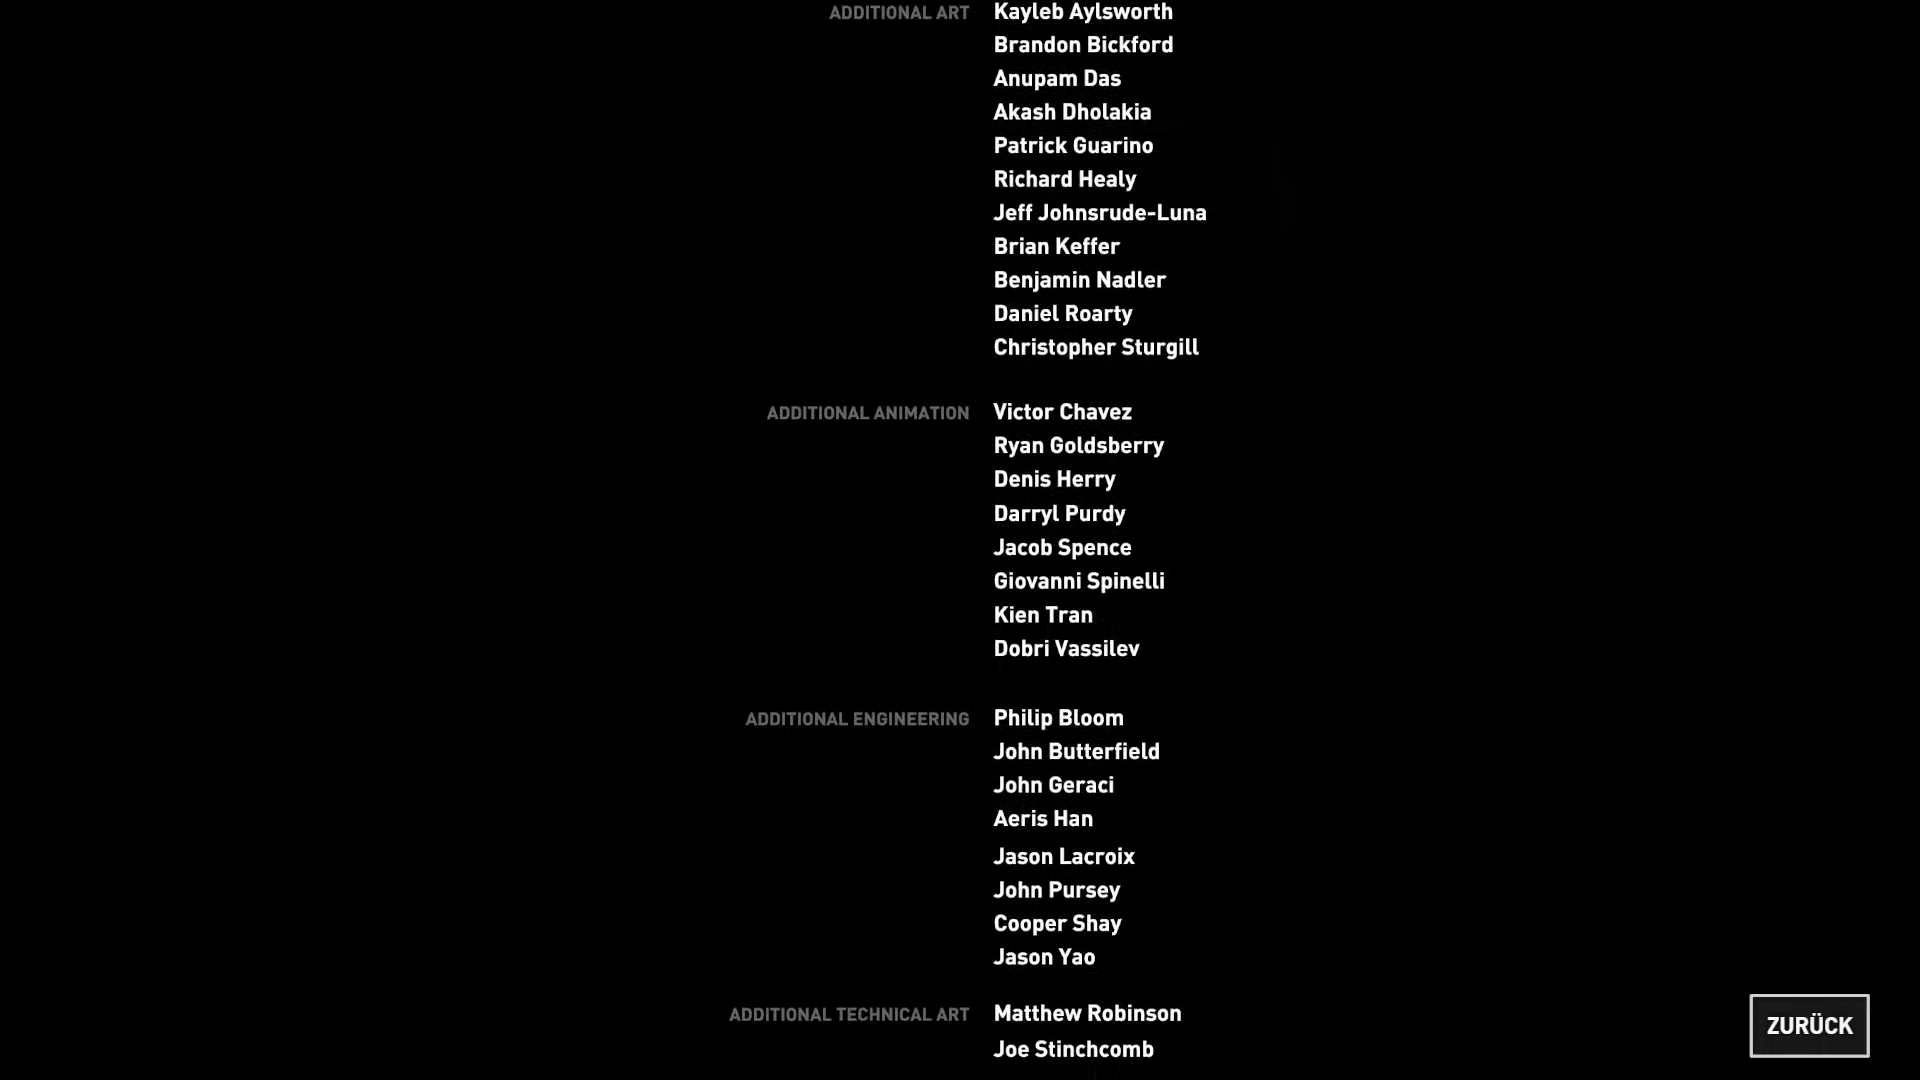 ADDITIONAL ART Kayleb Aylsworth
Brandon Bickford
Anupam Das
Akash Dholakia
Patrick Guarino
Richard Healy
Jeff Johnsrude-Luna
Brian Keffer
Benjamin Nadler
Daniel Roarty
Christopher Sturgill
ADDITIONAL ANIMATION Victor Chavez
Ryan Goldsberry
Denis Herry
Darryl Purdy
Jacob Spence
Giovanni Spinelli
Kien Tran
Dobri Vassilev
ADDITIONAL ENGINEERING Philip Bloom
John Butterfield
John Geraci
Aeris Han
Jason Lacroix
John Pursey
Cooper Shay
Jason Yao
ADDITIONAL TECHNICAL ART Matthew Robinson
Joe Stinchcomb
ZURÜCK